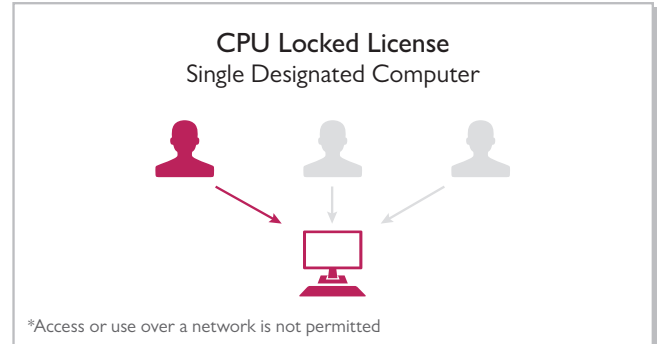 CPU Locked License
Single Designated Computer
*Access or use over a network is not permitted